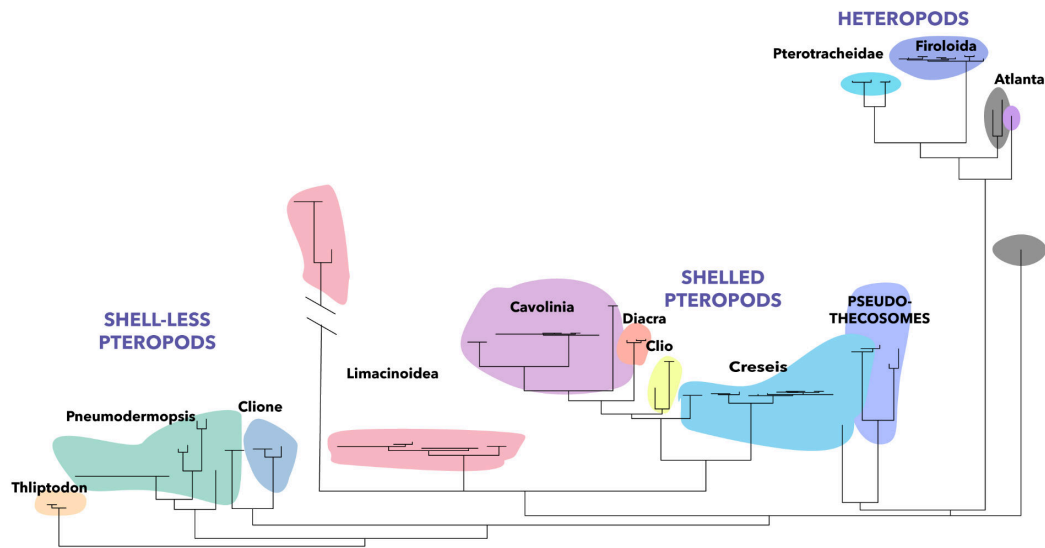 HETEROPODS
Pterotracheidae
Firoloida
Atlanta
SHELL-LESS
PTEROPODS
SHELLED
PTEROPODS
PSEUDO-
THECOSOMES
Cavolinia
Diacra
Clio
Creseis
Limacinoidea
Pneumodermopsis
Clione
Thliptodon